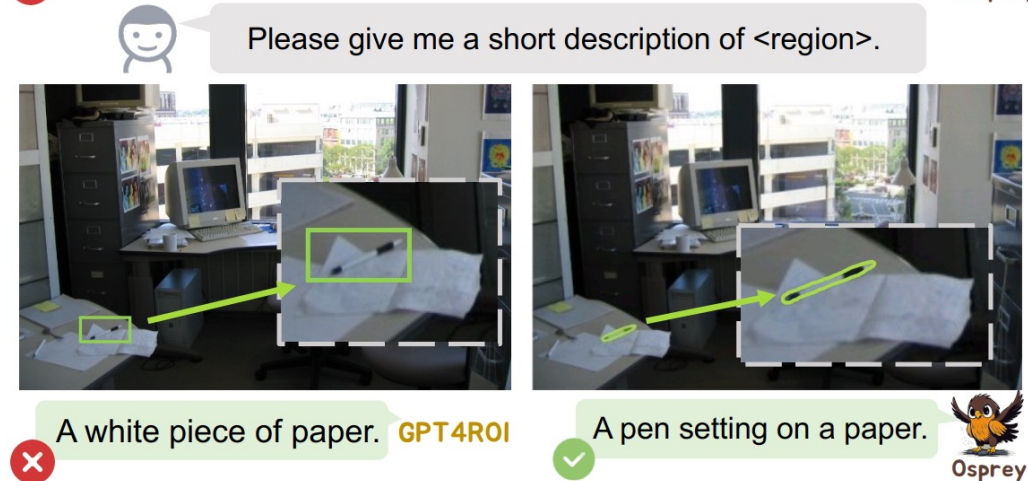 Please give me a short description of <region>.
A white piece of paper. GPT4ROI
A pen setting on a paper.
Osprey